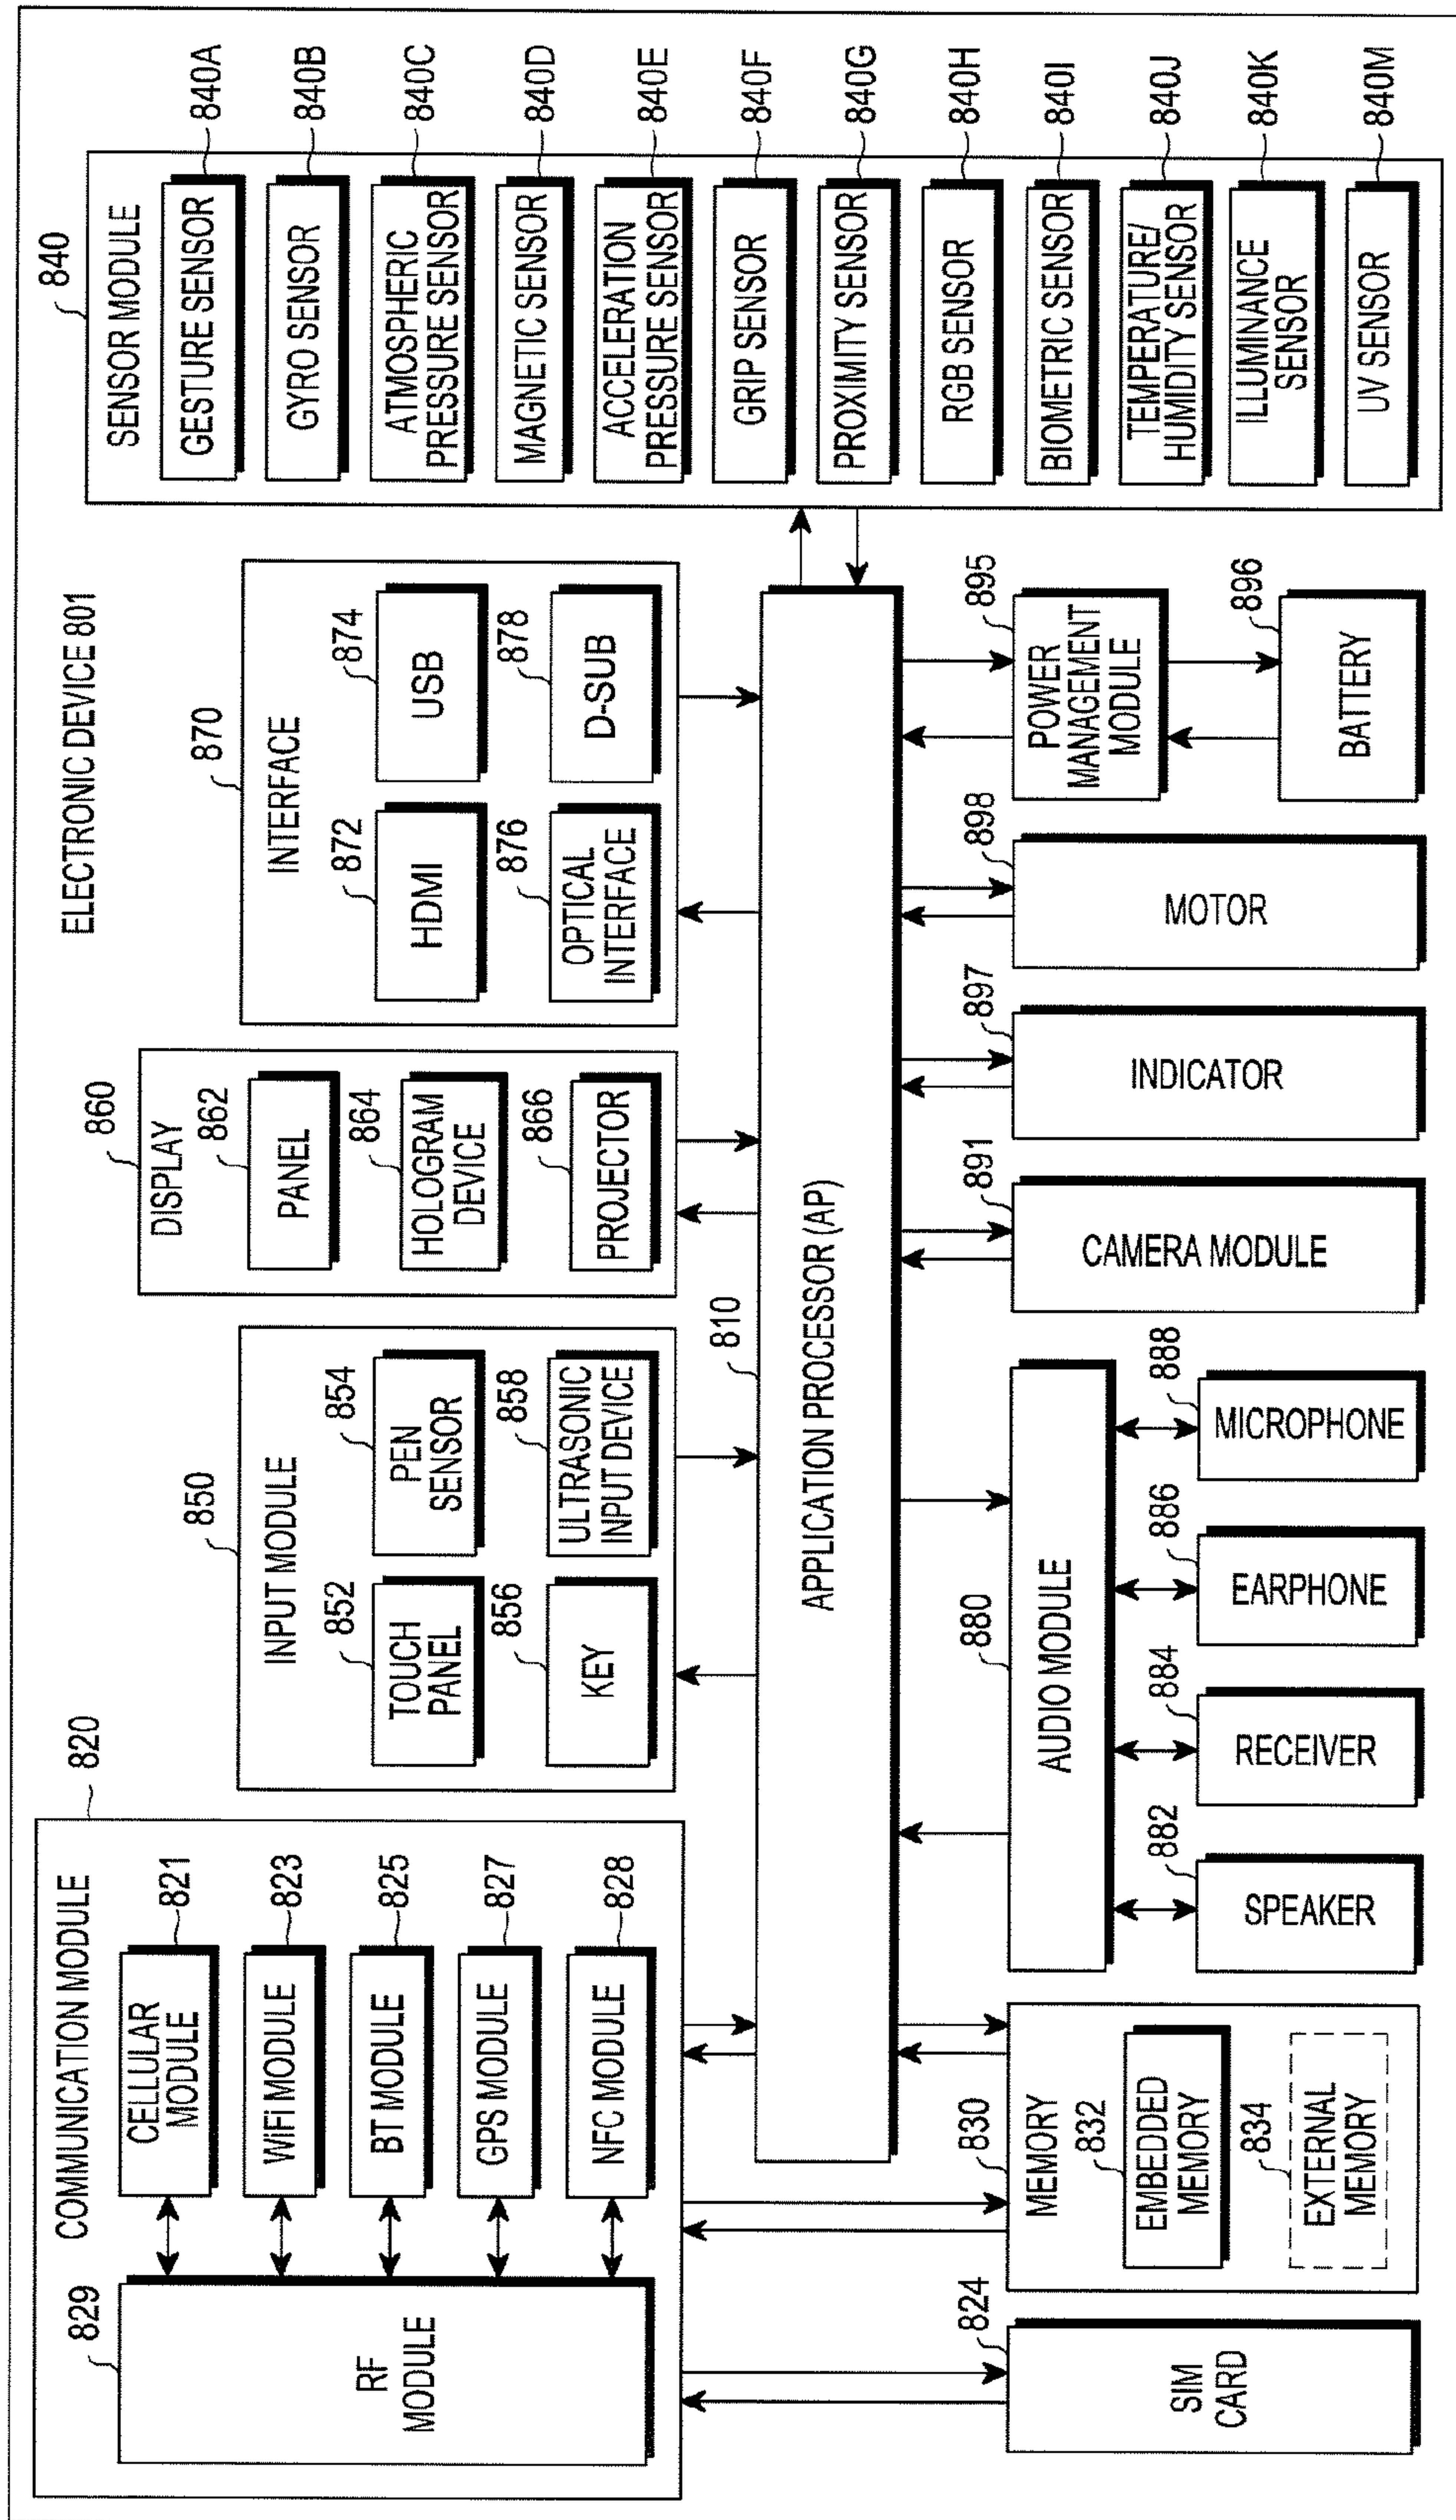 ELECTRONIC DEVICE 801
820
COMMUNICATION MODULE
829
RF
MODULE
CELLULAR
MODULE
821
WiFi MODULE
823
BT MODULE
825
GPS MODULE
827
NFC MODULE
828
850
INPUT MODULE
852
TOUCH
PANEL
854
PEN
SENSOR
856
KEY
858
ULTRASONIC
INPUT DEVICE
860
DISPLAY
862
PANEL
864
HOLOGRAM
DEVICE
866
PROJECTOR
870
INTERFACE
872
HDMI
874
USB
876
OPTICAL
INTERFACE
878
D-SUB
840
SENSOR MODULE
GESTURE SENSOR
840A
GYRO SENSOR
840B
ATMOSPHERIC
PRESSURE SENSOR
840C
MAGNETIC SENSOR
840D
ACCELERATION
PRESSURE SENSOR
840E
GRIP SENSOR
840F
PROXIMITY SENSOR
840G
RGB SENSOR
840H
BIOMETRIC SENSOR
840I
TEMPERATURE/
HUMIDITY SENSOR
840J
ILLUMINANCE
SENSOR
840K
UV SENSOR
840M
810
APPLICATION PROCESSOR (AP)
824
SIM
CARD
830
MEMORY
832
EMBEDDED
MEMORY
834
EXTERNAL
MEMORY
880
AUDIO MODULE
882
SPEAKER
884
RECEIVER
886
EARPHONE
888
MICROPHONE
891
CAMERA MODULE
897
INDICATOR
898
MOTOR
895
POWER
MANAGEMENT
MODULE
896
BATTERY